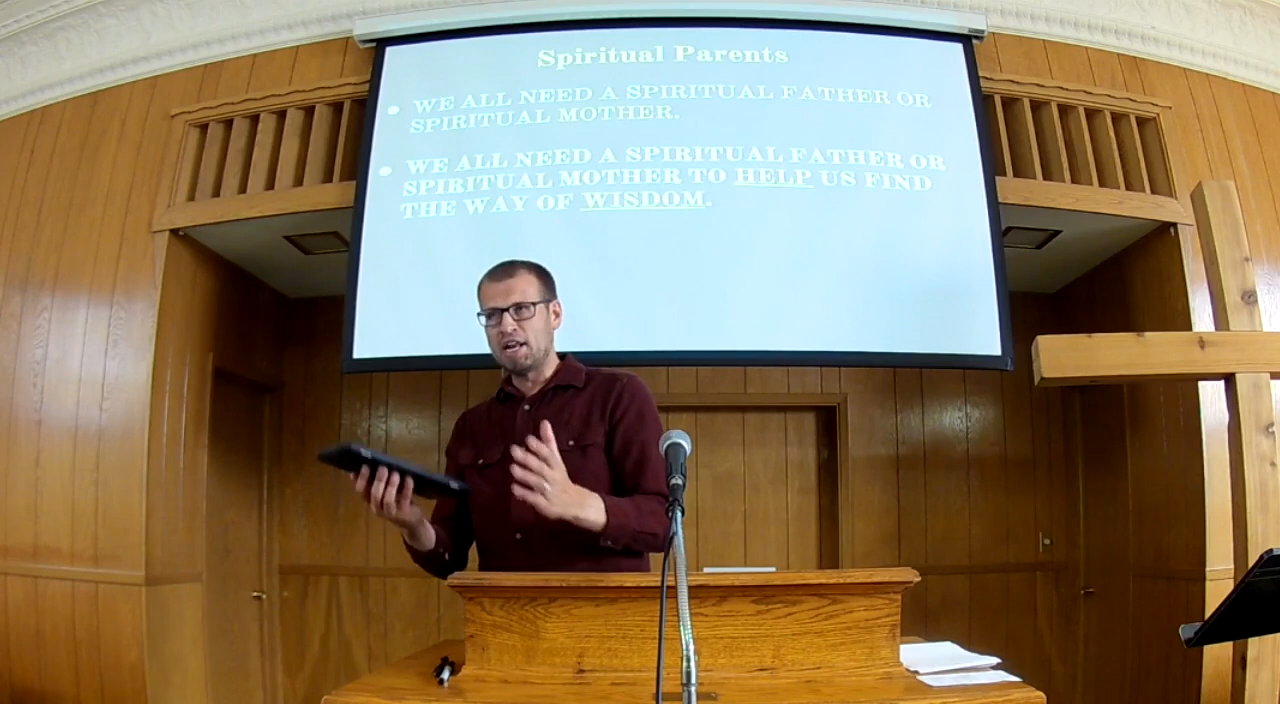 Spiritual Parents
• WE ALL NEED A SPIRITUAL FATHER OR
SPIRITUAL MOTHER.
• WE ALL NEED A SPIRITUAL FATHER OR
SPIRITUAL MOTHER TO HELP US FIND
THE WAY OF WISDOM.